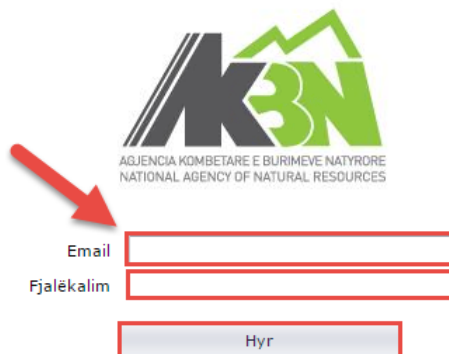 AKBN
AGJENCIA KOMBETARE E BURIMEVE NATYRORE
NATIONAL AGENCY OF NATURAL RESOURCES
Email
Fjalëkalim
Hyr